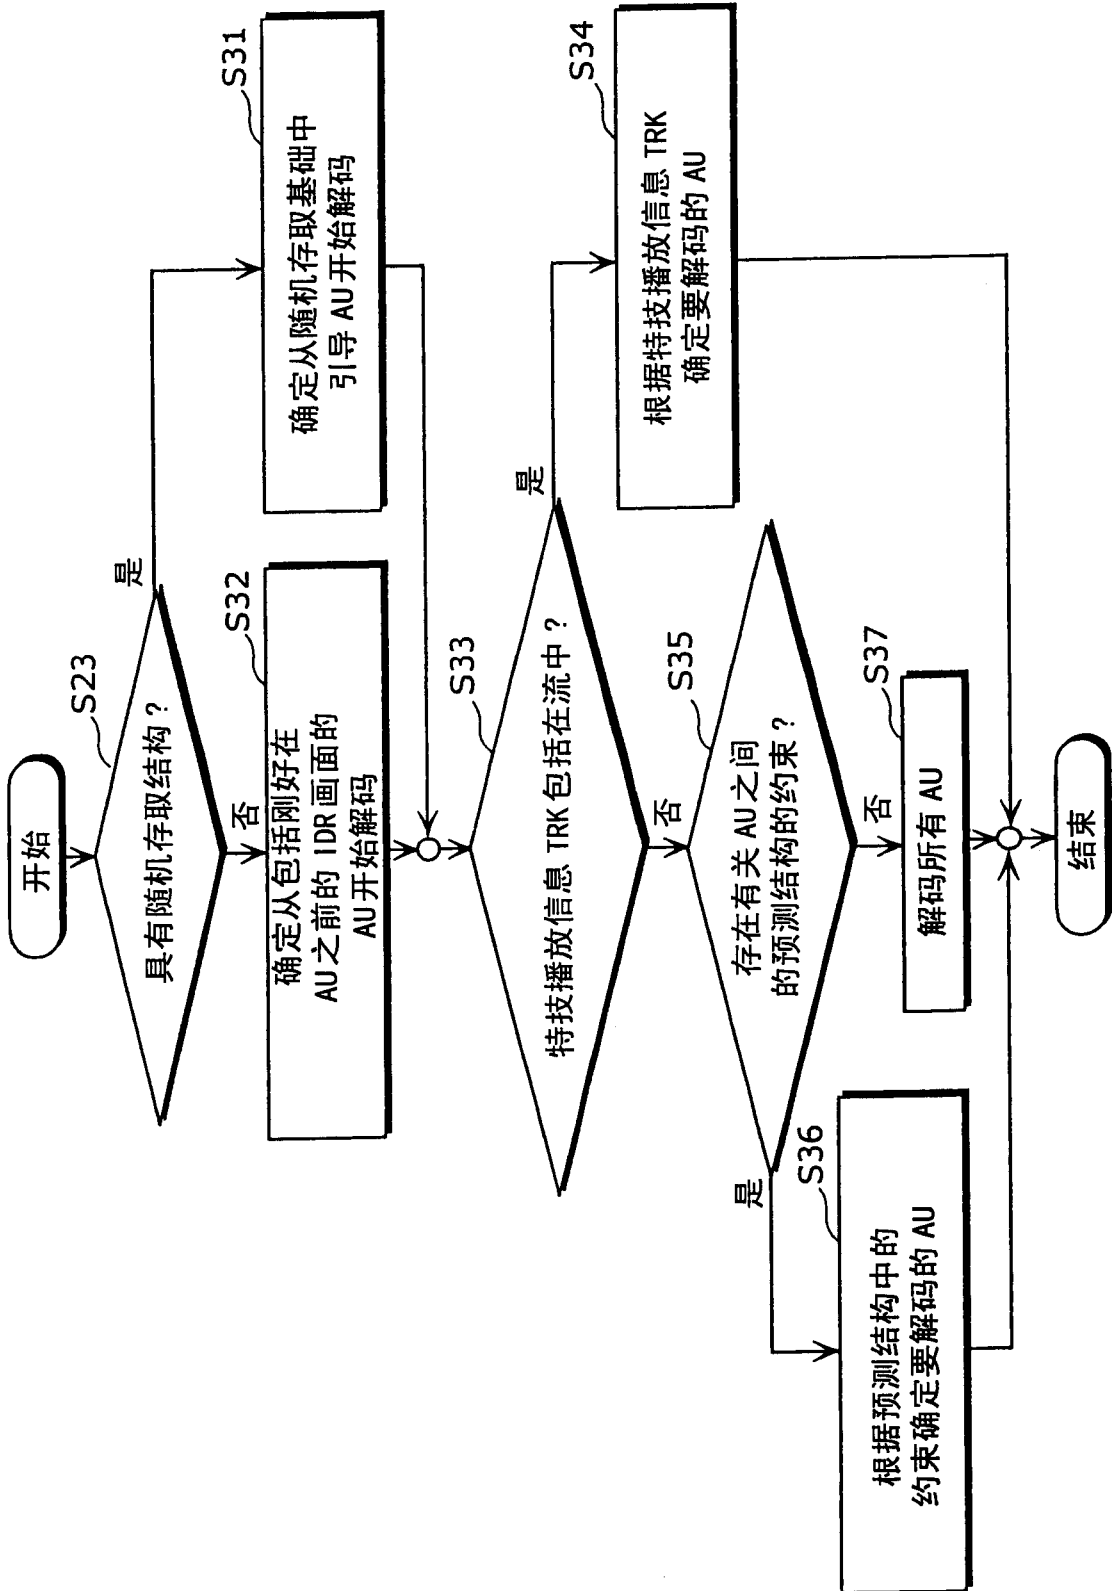 开始
S23
具有随机存取结构？
是
否
S31
确定从随机存取基础中
引导 AU 开始解码
S32
确定从包括刚好在
AU 之前的 IDR 画面的
AU 开始解码
S33
特技播放信息 TRK 包括在流中？
是
否
S34
根据特技播放信息 TRK
确定要解码的 AU
S35
存在有关 AU 之间
的预测结构的约束？
是
否
S36
根据预测结构中的
约束确定要解码的 AU
S37
解码所有 AU
结束